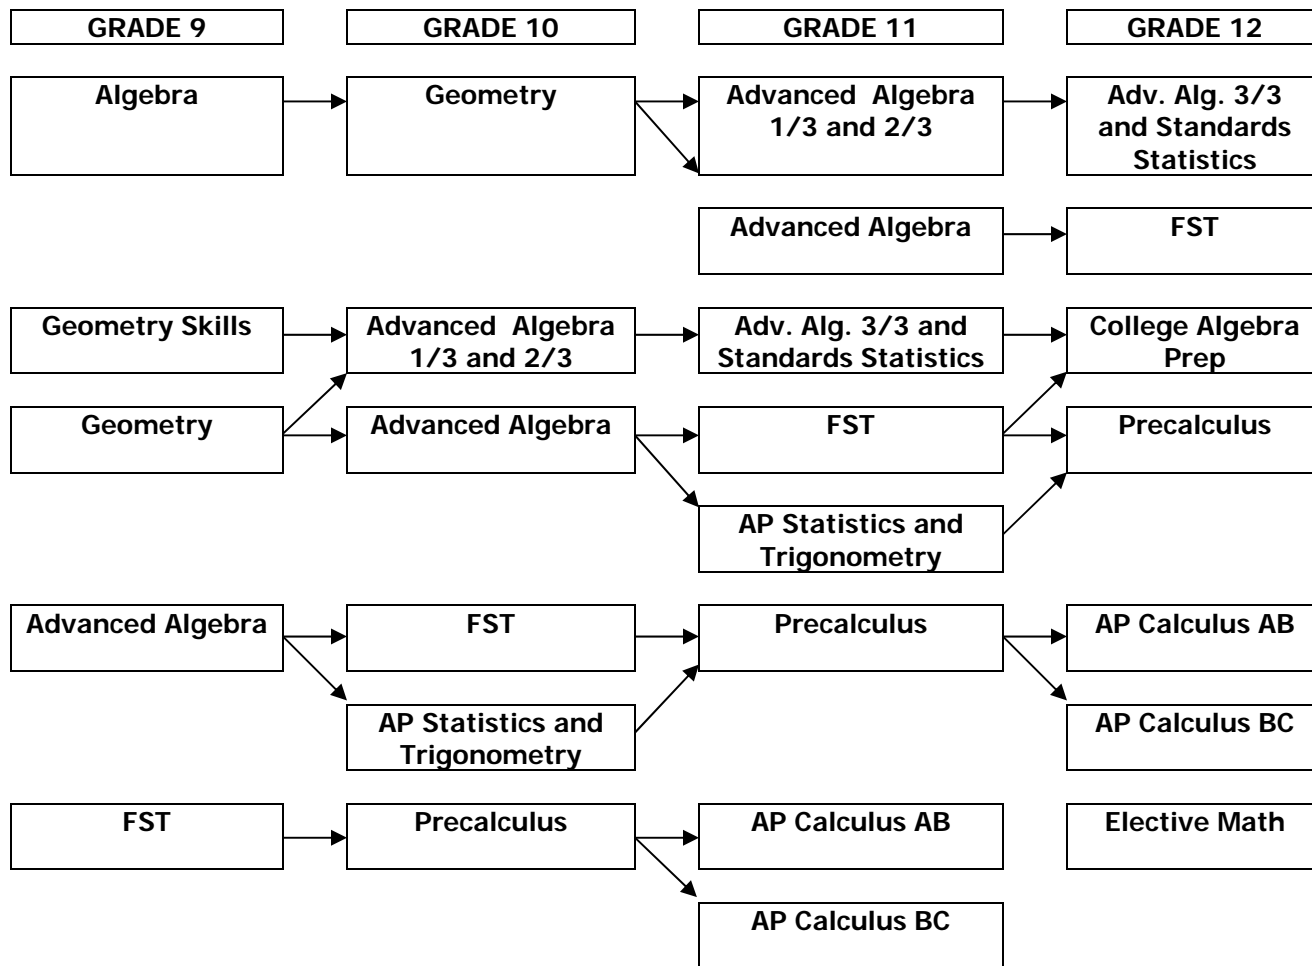 GRADE 9
GRADE 10
GRADE 11
GRADE 12
Algebra
Geometry
Advanced Algebra
1/3 and 2/3
Adv. Alg. 3/3
and Standards
Statistics
Advanced Algebra
FST
Geometry Skills
Advanced Algebra
1/3 and 2/3
Adv. Alg. 3/3 and
Standards Statistics
College Algebra
Prep
Geometry
Advanced Algebra
FST
Precalculus
AP Statistics and
Trigonometry
Advanced Algebra
FST
Precalculus
AP Calculus AB
AP Statistics and
Trigonometry
AP Calculus BC
FST
Precalculus
AP Calculus AB
Elective Math
AP Calculus BC